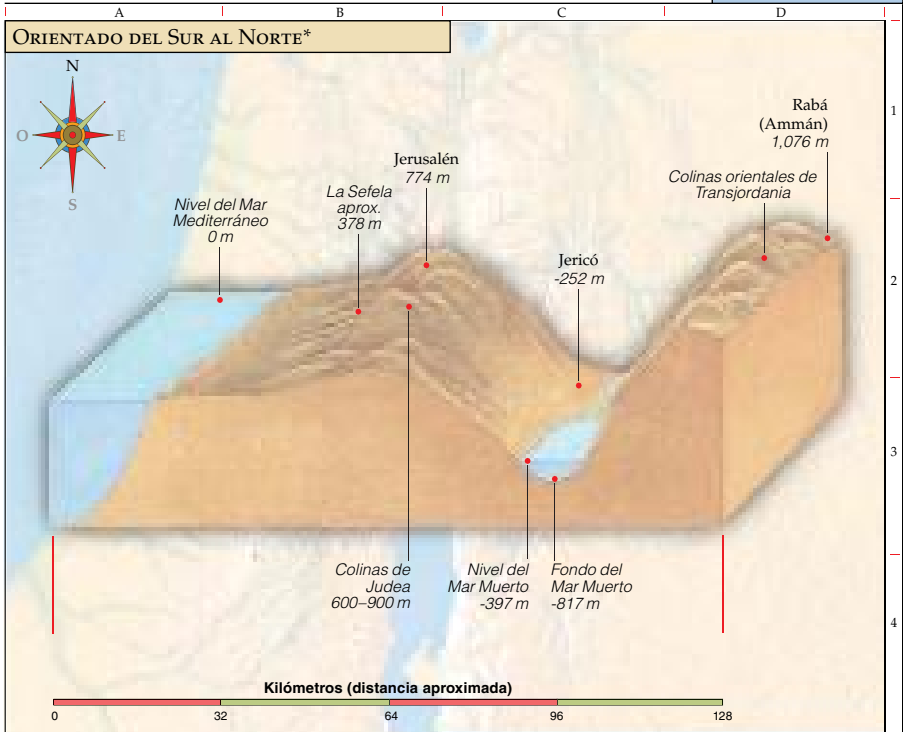 A B C D
ORIENTADO DEL SUR AL NORTE*
N
O E
S
1
2
3
4
Rabá
(Ammán)
1,076 m
Jerusalén
774 m
Colinas orientales de
Transjordania
La Sefela
aprox.
378 m
Nivel del Mar
Mediterráneo
0 m
Jericó
-252 m
Colinas de
Judea
600–900 m
Nivel del
Mar Muerto
-397 m
Fondo del
Mar Muerto
-817 m
Kilómetros (distancia aproximada)
0 32 64 96 128